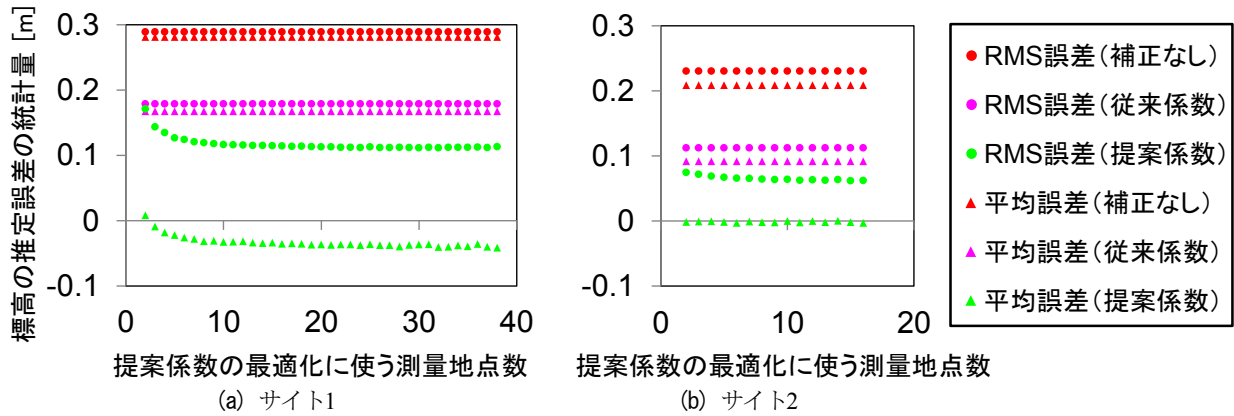 標高の推定誤差の統計量 [m]
0.3
0.2
0.1
0
-0.1
0 10 20 30 40
提案係数の最適化に使う測量地点数
(a) サイト1
0.3
0.2
0.1
0
-0.1
0 10 20
提案係数の最適化に使う測量地点数
(b) サイト2
RMS誤差(補正なし)
RMS誤差(従来係数)
RMS誤差(提案係数)
平均誤差(補正なし)
平均誤差(従来係数)
平均誤差(提案係数)